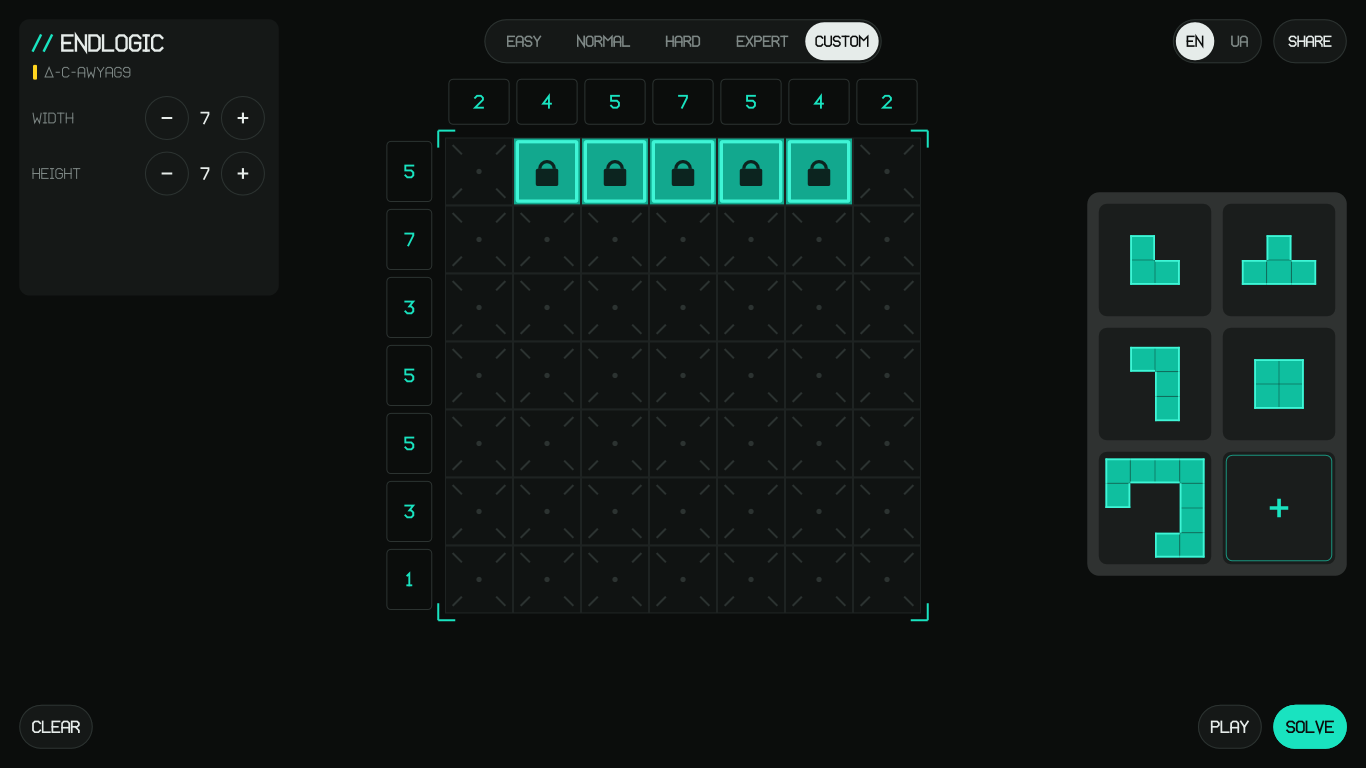 // ENDLOGIC
Δ-C-AWYAG9
WIDTH − 7 +
HEIGHT − 7 +
EASY NORMAL HARD EXPERT CUSTOM
EN UA SHARE
2 4 5 7 5 4 2
5
7
3
5
5
3
1
+
CLEAR
PLAY SOLVE